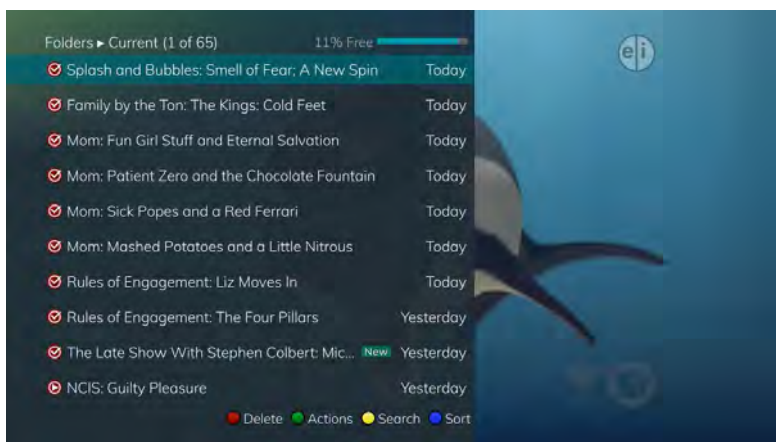 Folders ▸ Current (1 of 65) 11% Free
Splash and Bubbles: Smell of Fear; A New Spin Today
Family by the Ton: The Kings: Cold Feet Today
Mom: Fun Girl Stuff and Eternal Salvation Today
Mom: Patient Zero and the Chocolate Fountain Today
Mom: Sick Popes and a Red Ferrari Today
Mom: Mashed Potatoes and a Little Nitrous Today
Rules of Engagement: Liz Moves In Today
Rules of Engagement: The Four Pillars Yesterday
The Late Show With Stephen Colbert: Mic... New Yesterday
NCIS: Guilty Pleasure Yesterday
Delete Actions Search Sort
e i